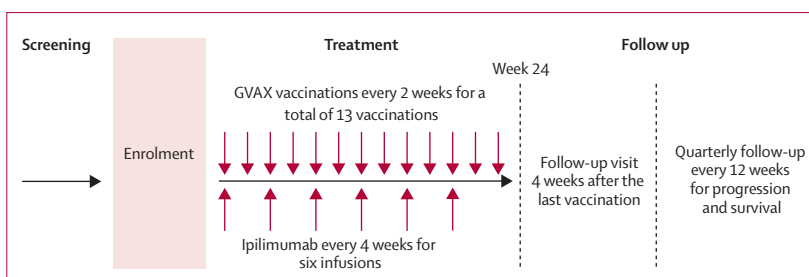 Screening
Treatment
Follow up
Week 24
GVAX vaccinations every 2 weeks for a
total of 13 vaccinations
Enrolment
Follow-up visit
4 weeks after the
last vaccination
Quarterly follow-up
every 12 weeks
for progression
and survival
Ipilimumab every 4 weeks for
six infusions